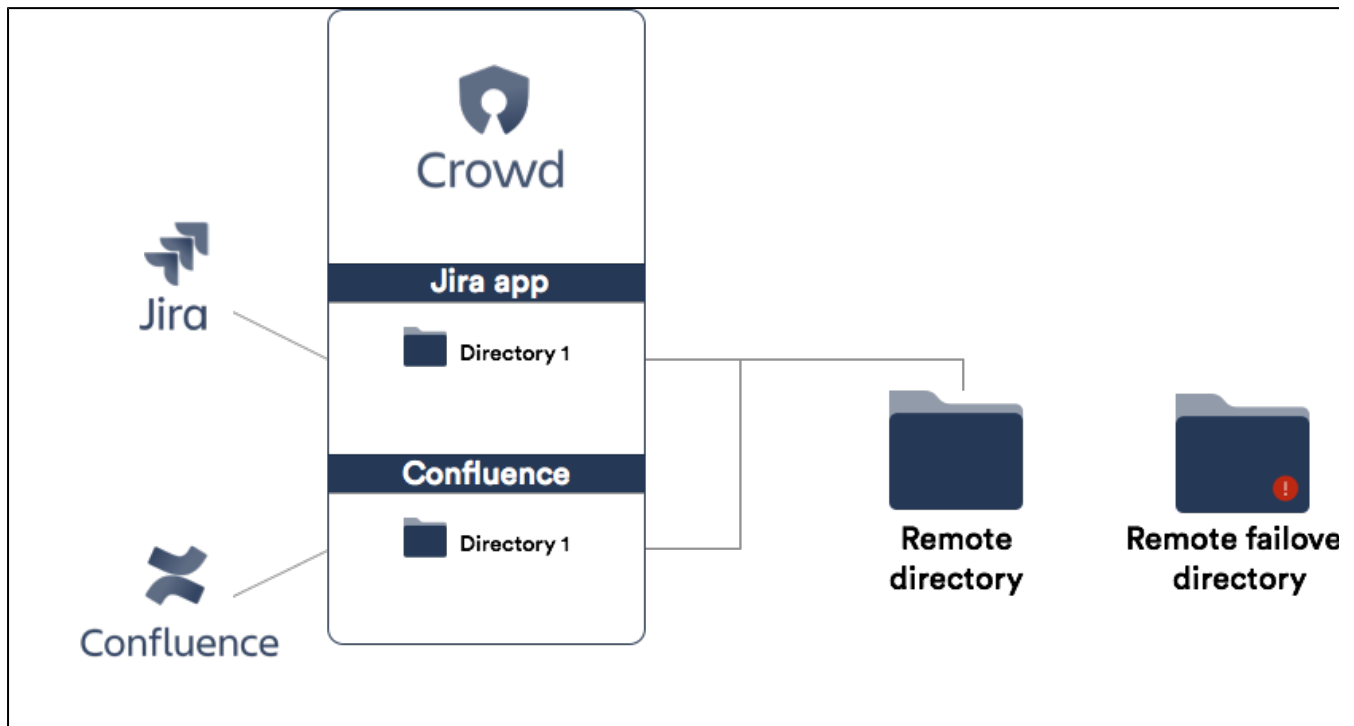 Crowd
Jira
Jira app
Directory 1
Confluence
Directory 1
Confluence
Remote
directory
Remote failove
directory